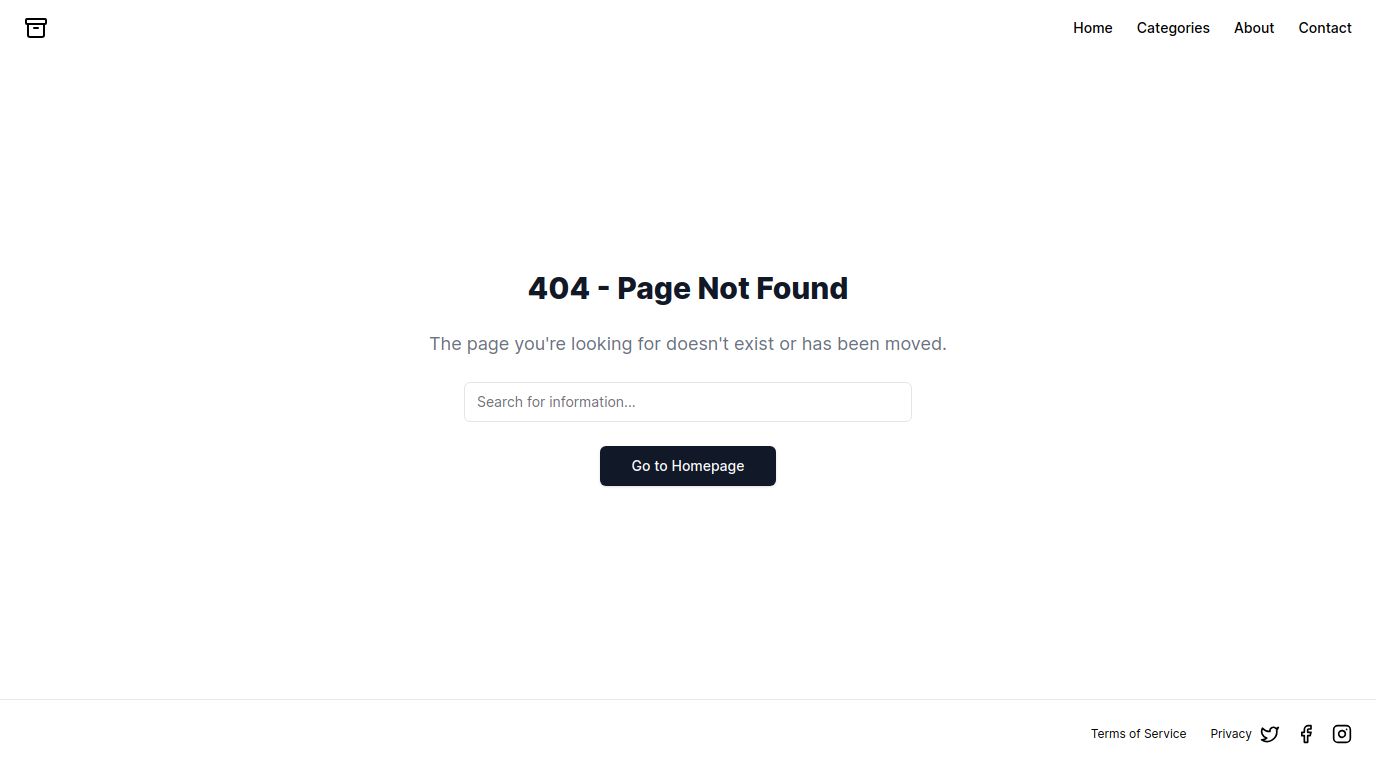 Home Categories About Contact
404 - Page Not Found
The page you're looking for doesn't exist or has been moved.
Search for information...
Go to Homepage
Terms of Service Privacy